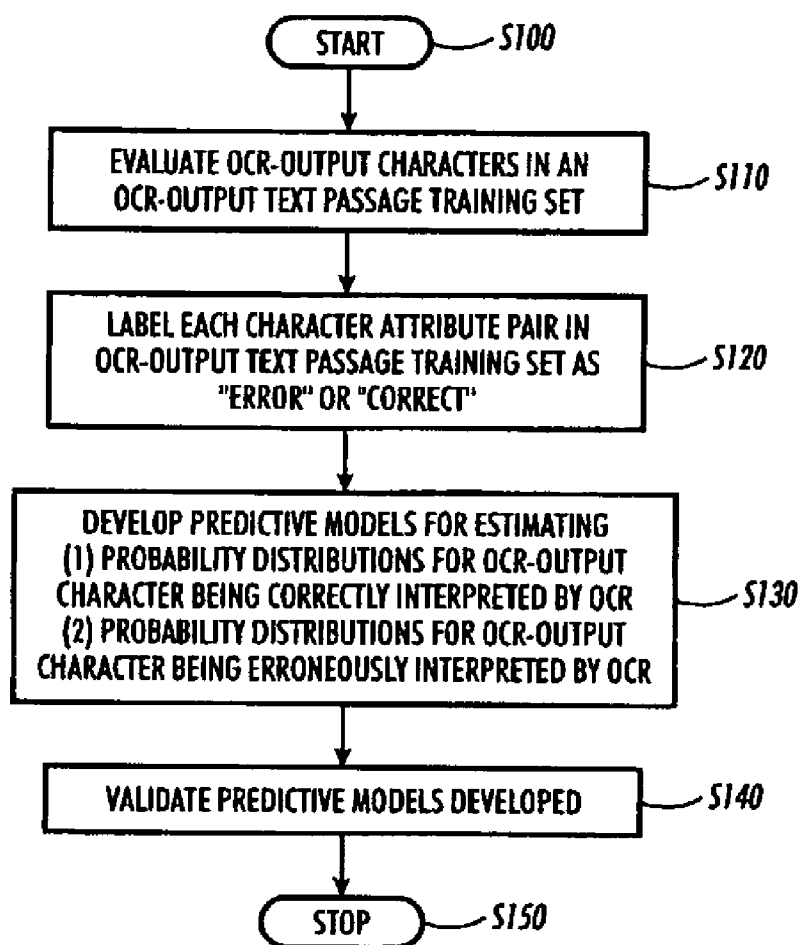 START
S100
EVALUATE OCR-OUTPUT CHARACTERS IN AN
OCR-OUTPUT TEXT PASSAGE TRAINING SET
S110
LABEL EACH CHARACTER ATTRIBUTE PAIR IN
OCR-OUTPUT TEXT PASSAGE TRAINING SET AS
"ERROR" OR "CORRECT"
S120
DEVELOP PREDICTIVE MODELS FOR ESTIMATING
(1) PROBABILITY DISTRIBUTIONS FOR OCR-OUTPUT
CHARACTER BEING CORRECTLY INTERPRETED BY OCR
(2) PROBABILITY DISTRIBUTIONS FOR OCR-OUTPUT
CHARACTER BEING ERRONEOUSLY INTERPRETED BY OCR
S130
VALIDATE PREDICTIVE MODELS DEVELOPED
S140
STOP
S150